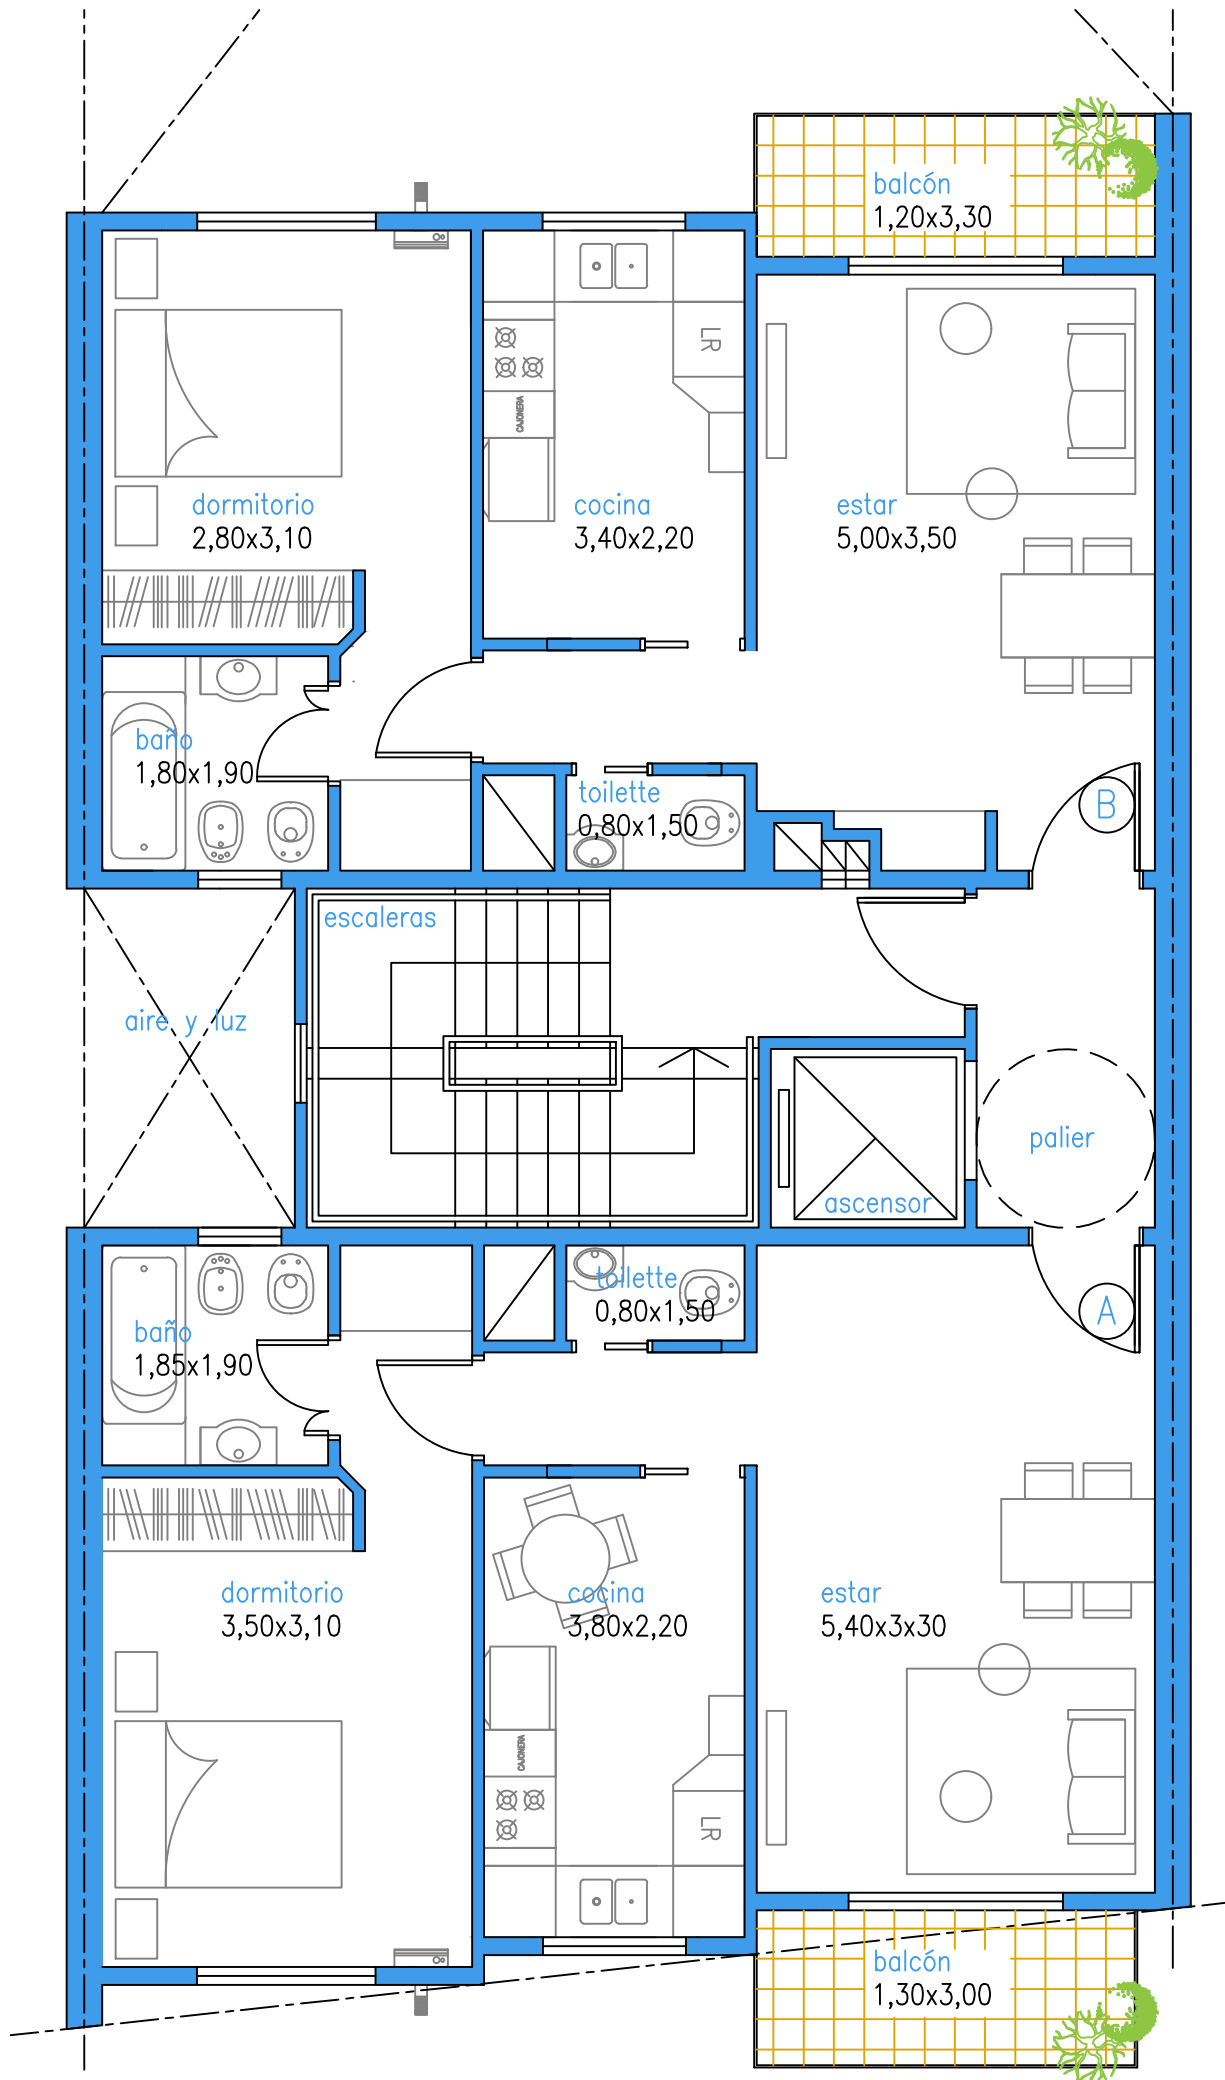 balcón
1,20x3,30
LR
CAJONERA
dormitorio
2,80x3,10
cocina
3,40x2,20
estar
5,00x3,50
baño
1,80x1,90
toilette
0,80x1,50
B
escaleras
aire y luz
palier
ascensor
toilette
0,80x1,50
A
baño
1,85x1,90
dormitorio
3,50x3,10
cocina
3,80x2,20
estar
5,40x3x30
CAJONERA
LR
balcón
1,30x3,00